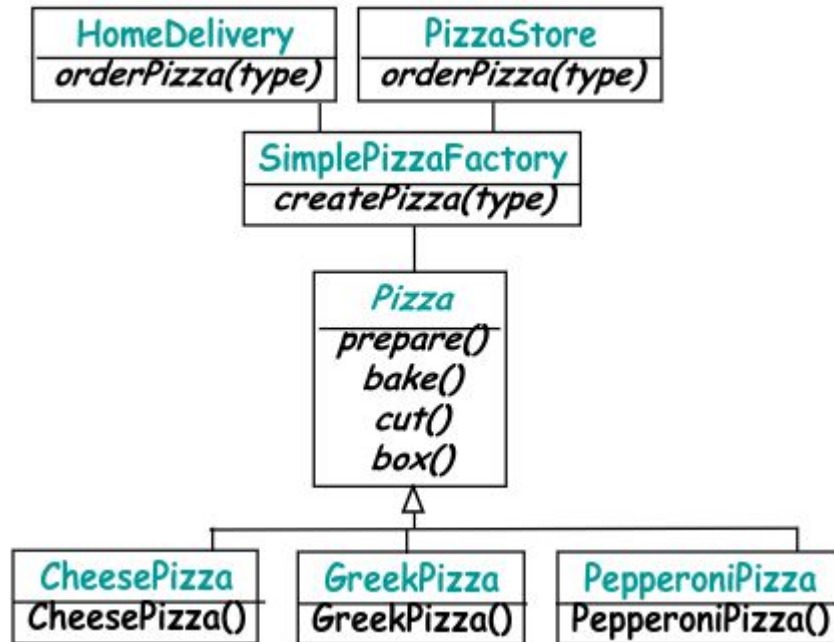 HomeDelivery
orderPizza(type)
PizzaStore
orderPizza(type)
SimplePizzaFactory
createPizza(type)
Pizza
prepare()
bake()
cut()
box()
CheesePizza
CheesePizza()
GreekPizza
GreekPizza()
PepperoniPizza
PepperoniPizza()